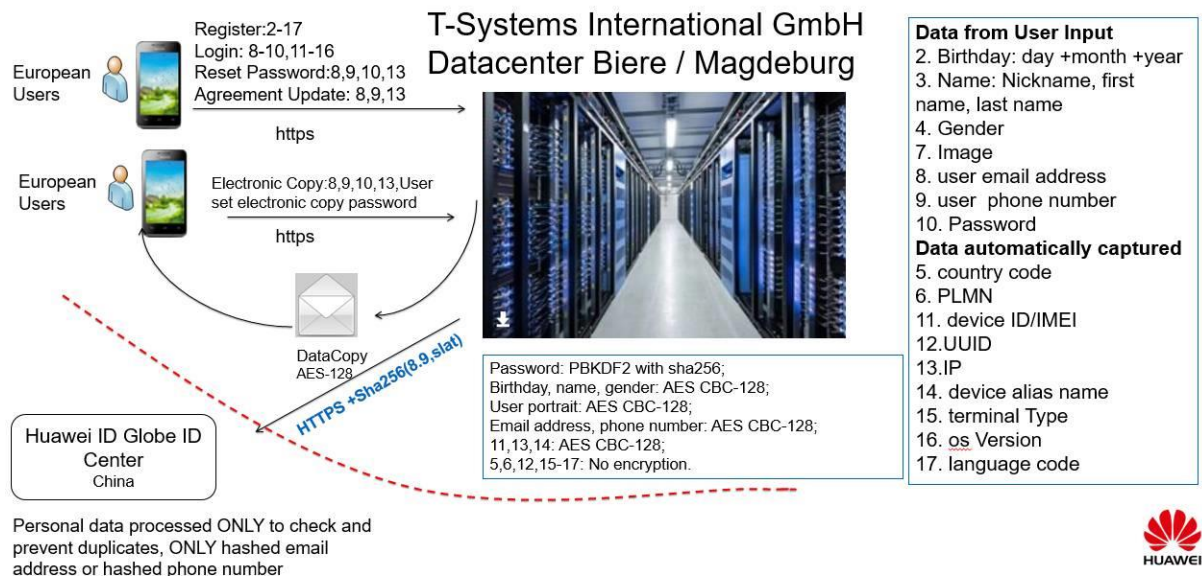 T-Systems International GmbH
Datacenter Biere / Magdeburg
Register:2-17
Login: 8-10,11-16
Reset Password:8,9,10,13
Agreement Update: 8,9,13
European
Users
https
European
Users
Electronic Copy:8,9,10,13,User
set electronic copy password
https
DataCopy
AES-128
HTTPS +Sha256(8.9,slat)
Huawei ID Globe ID
Center
China
Personal data processed ONLY to check and
prevent duplicates, ONLY hashed email
address or hashed phone number
Password: PBKDF2 with sha256;
Birthday, name, gender: AES CBC-128;
User portrait: AES CBC-128;
Email address, phone number: AES CBC-128;
11,13,14: AES CBC-128;
5,6,12,15-17: No encryption.
Data from User Input
2. Birthday: day +month +year
3. Name: Nickname, first
name, last name
4. Gender
7. Image
8. user email address
9. user  phone number
10. Password
Data automatically captured
5. country code
6. PLMN
11. device ID/IMEI
12.UUID
13.IP
14. device alias name
15. terminal Type
16. os Version
17. language code
HUAWEI